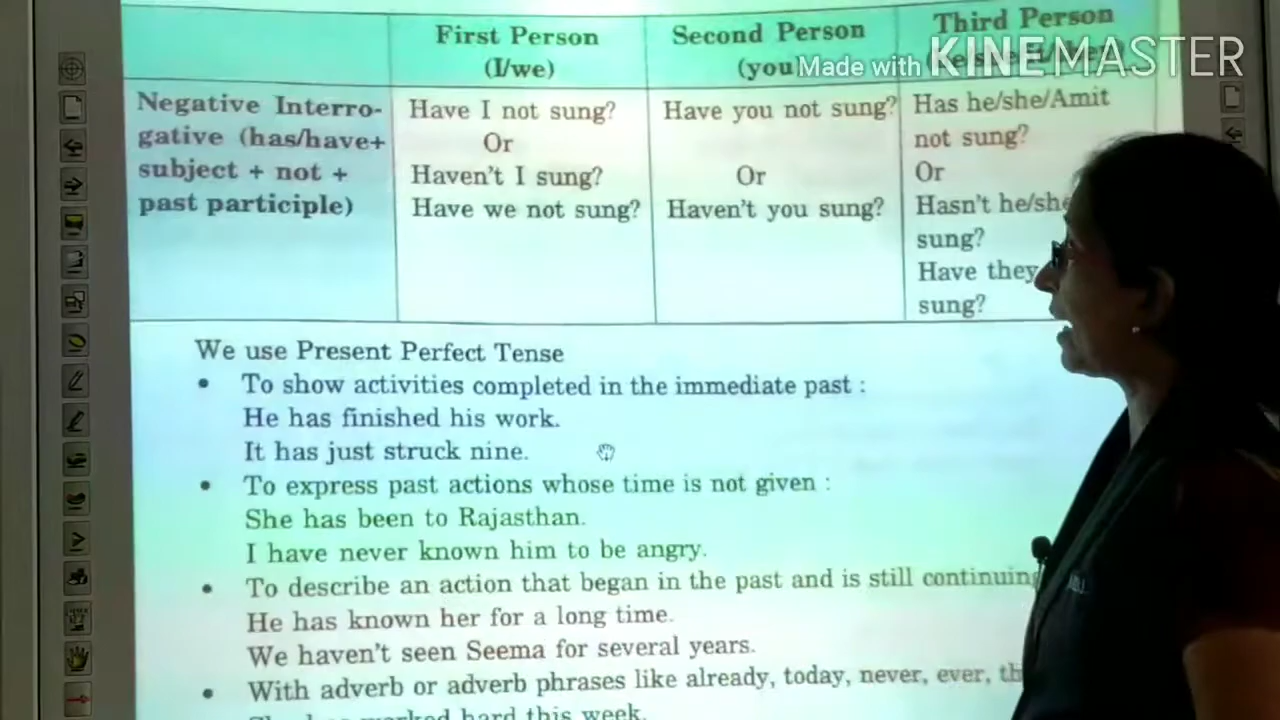 First Person
(I/we)
Second Person
(you
Third Person
Made with KINEMASTER
Negative Interro-
gative (has/have+
subject + not +
past participle)
Have I not sung?
Or
Haven't I sung?
Have we not sung?
Have you not sung?
Or
Haven't you sung?
Has he/she/Amit
not sung?
Or
Hasn't he/she
sung?
Have they
sung?
We use Present Perfect Tense
• To show activities completed in the immediate past :
He has finished his work.
It has just struck nine.
• To express past actions whose time is not given :
She has been to Rajasthan.
I have never known him to be angry.
• To describe an action that began in the past and is still continuing
He has known her for a long time.
We haven't seen Seema for several years.
• With adverb or adverb phrases like already, today, never, ever,
hard this week.